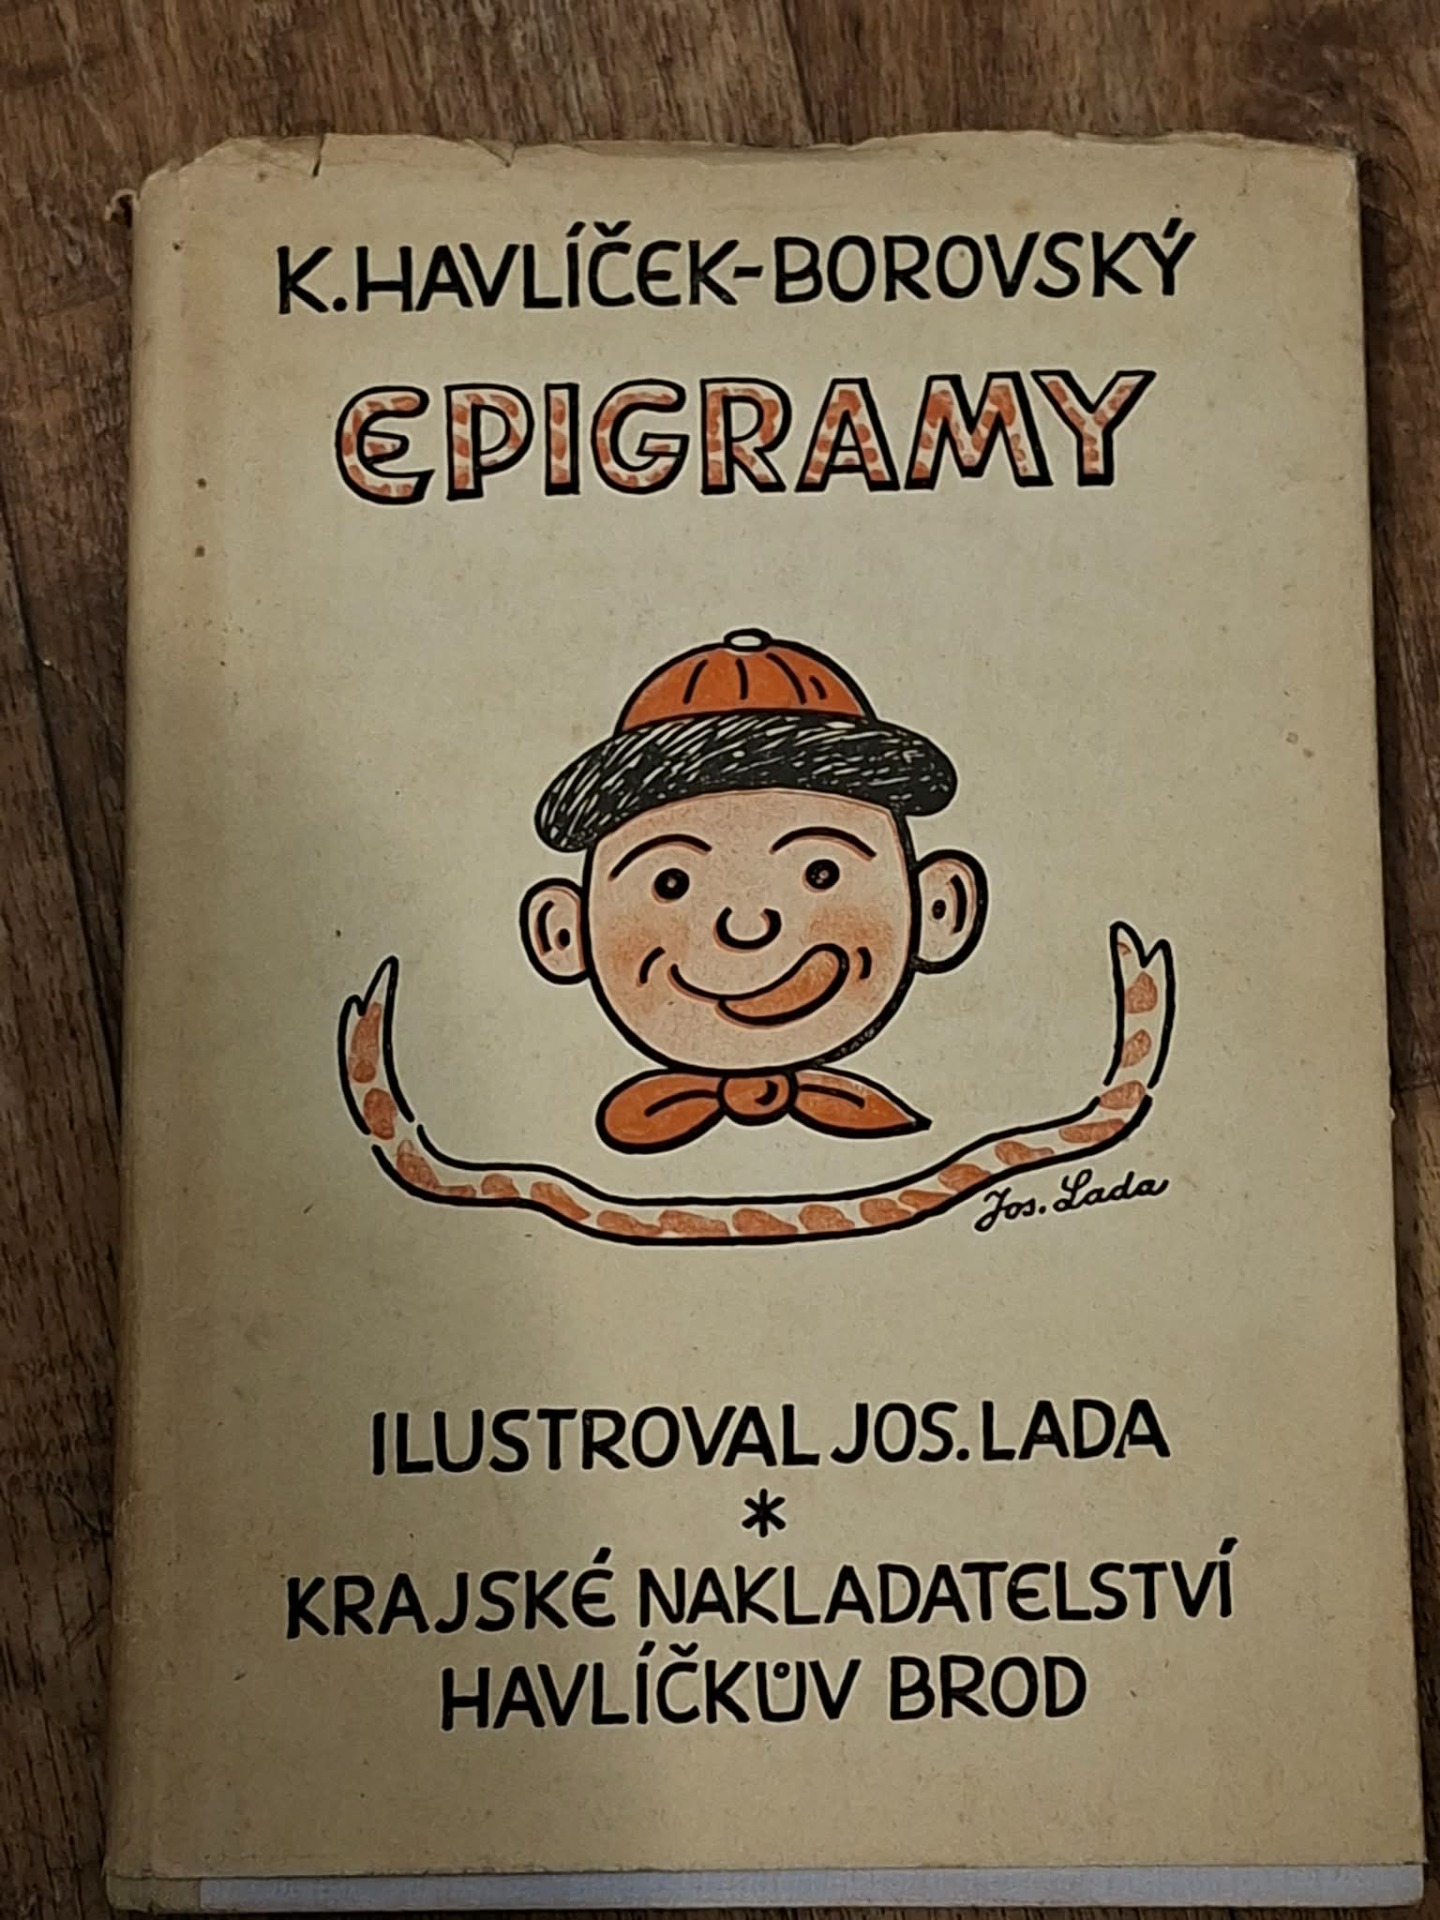 K. HAVLÍČEK-BOROVSKÝ
EPIGRAMY
Jos. Lada
ILUSTROVAL JOS. LADA
*
KRAJSKÉ NAKLADATELSTVÍ
HAVLÍČKŮV BROD